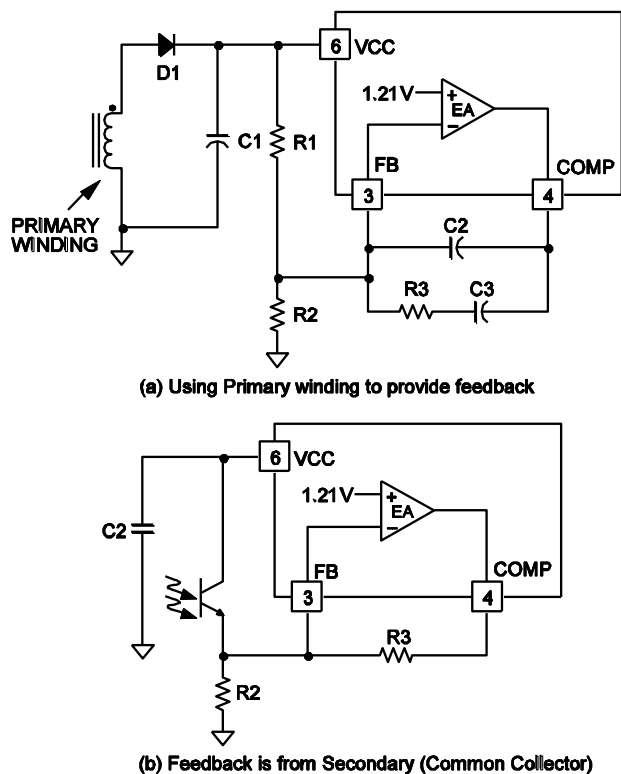 6
VCC
D1
1.21V
+
EA
−
C1
R1
FB
COMP
3
4
PRIMARY
WINDING
C2
R3
C3
R2
(a) Using Primary winding to provide feedback
6
VCC
1.21V
+
EA
−
C2
FB
COMP
3
4
R3
R2
(b) Feedback is from Secondary (Common Collector)